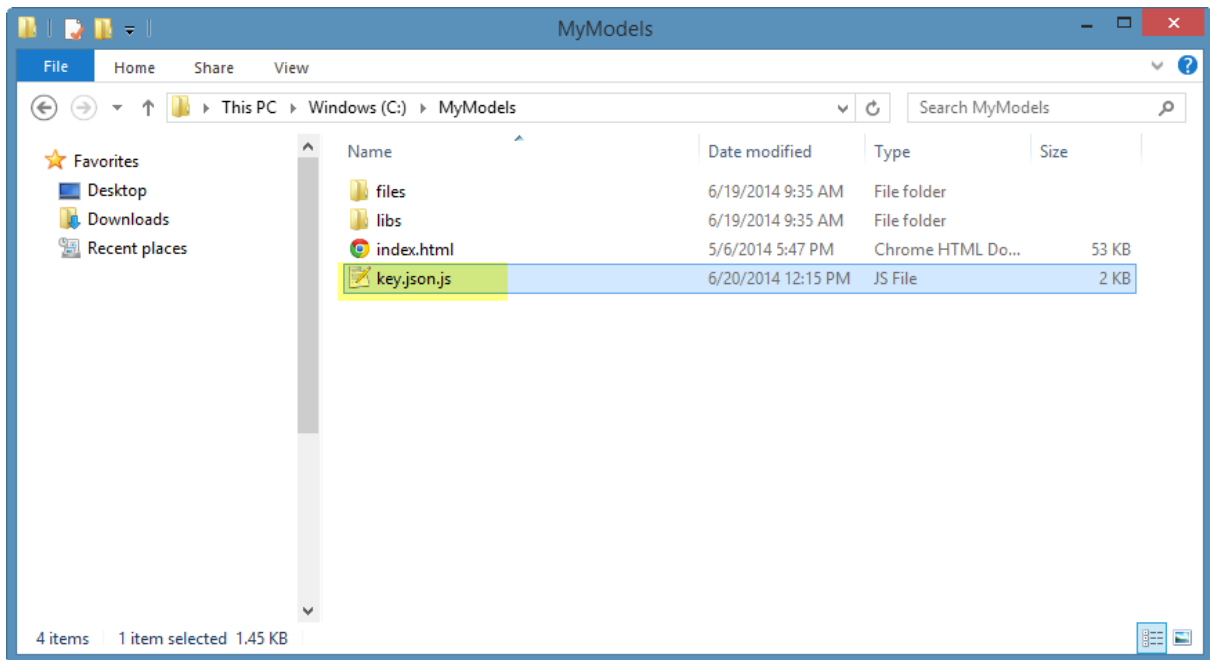 MyModels
File Home Share View
This PC Windows (C:) MyModels Search MyModels
Favorites
Desktop
Downloads
Recent places
Name Date modified Type Size
files 6/19/2014 9:35 AM File folder
libs 6/19/2014 9:35 AM File folder
index.html 5/6/2014 5:47 PM Chrome HTML Do... 53 KB
key.json.js 6/20/2014 12:15 PM JS File 2 KB
4 items 1 item selected 1.45 KB